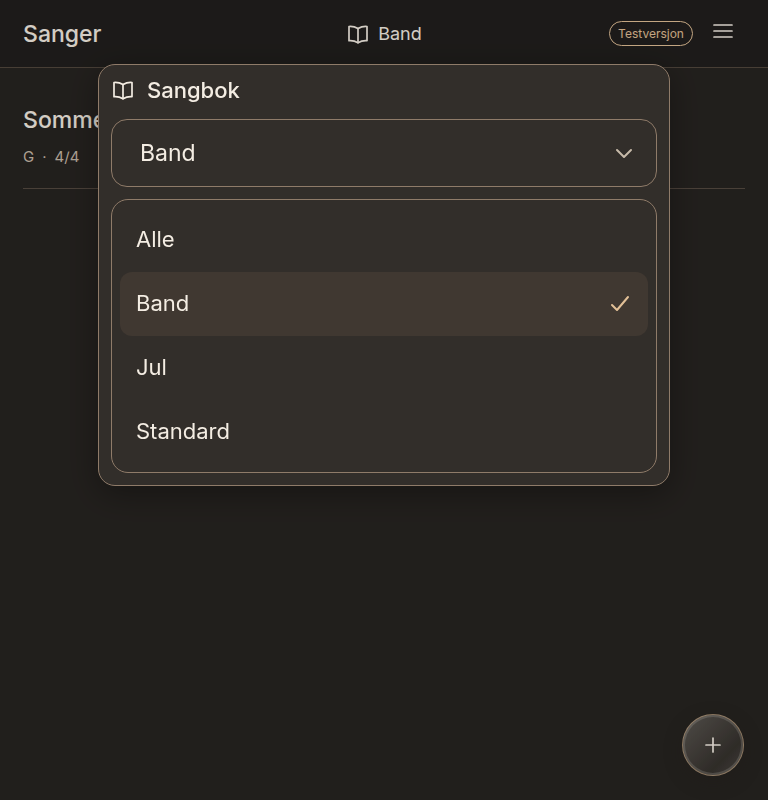 Sanger
Band
Testversjon
Sangbok
Somme
G · 4/4
Band
Alle
Band
Jul
Standard